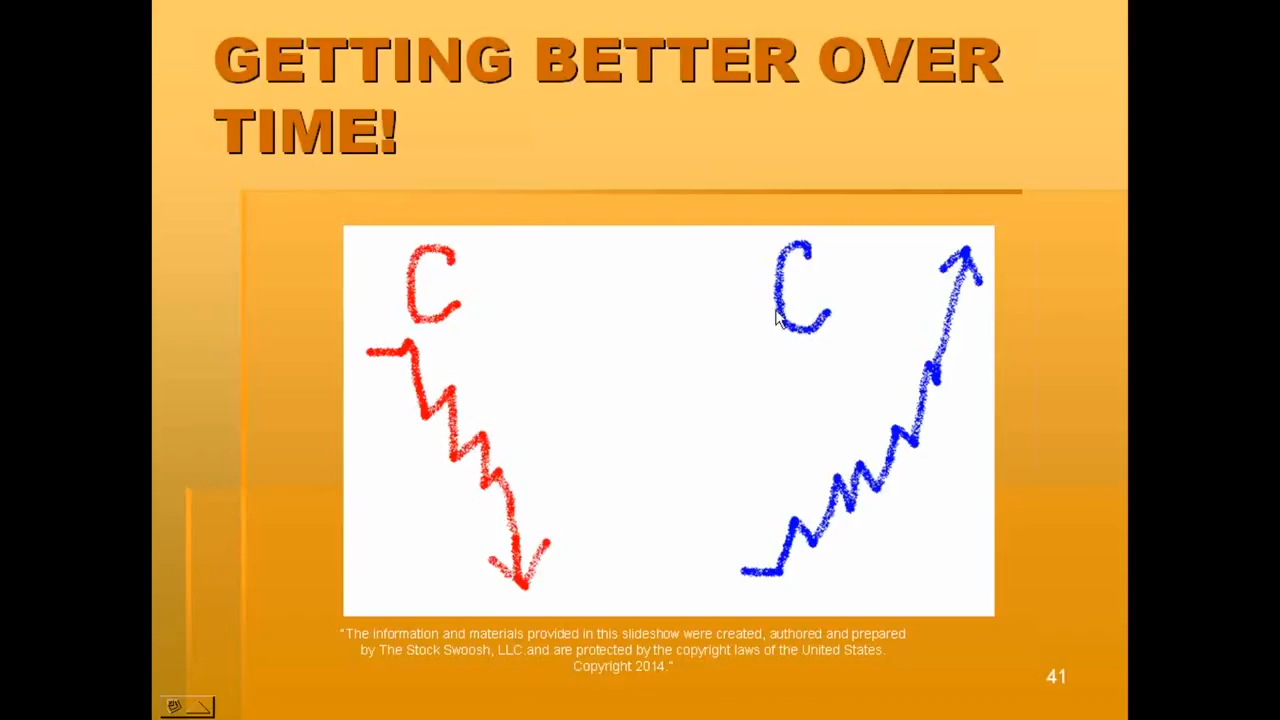 GETTING BETTER OVER
TIME!
C
C
"The information and materials provided in this slideshow were created, authored and prepared
by The Stock Swoosh, LLC.and are protected by the copyright laws of the United States.
Copyright 2014."
41